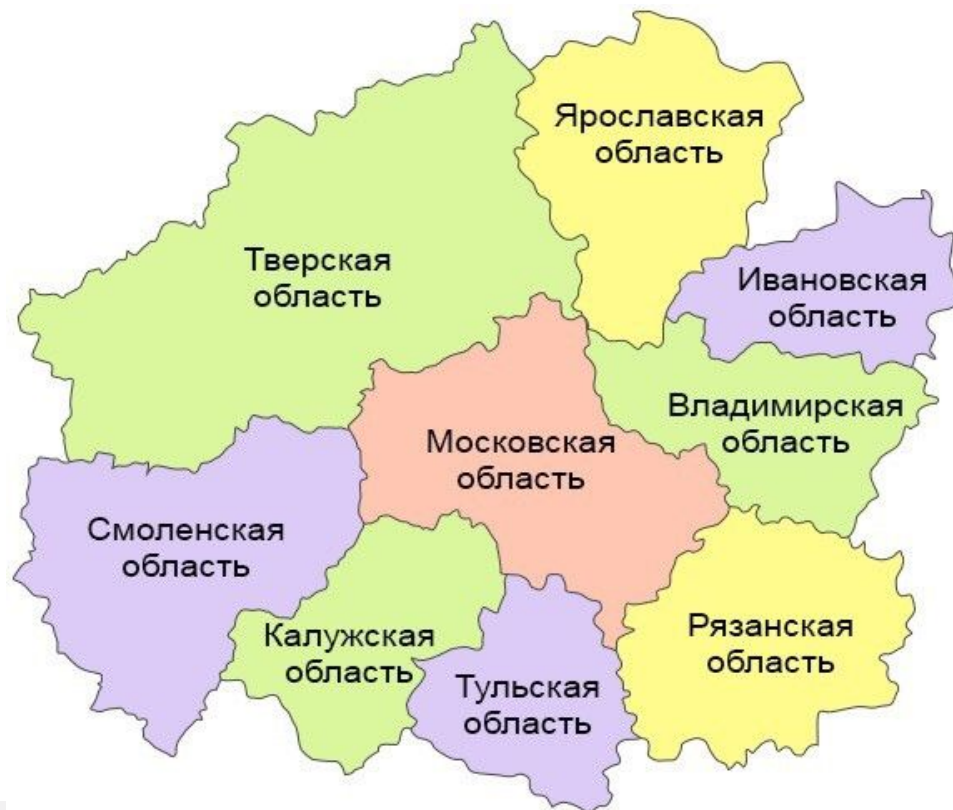 Ярославская
область
Тверская
область
Ивановская
область
Владимирская
область
Московская
область
Смоленская
область
Калужская
область
Рязанская
область
Тульская
область